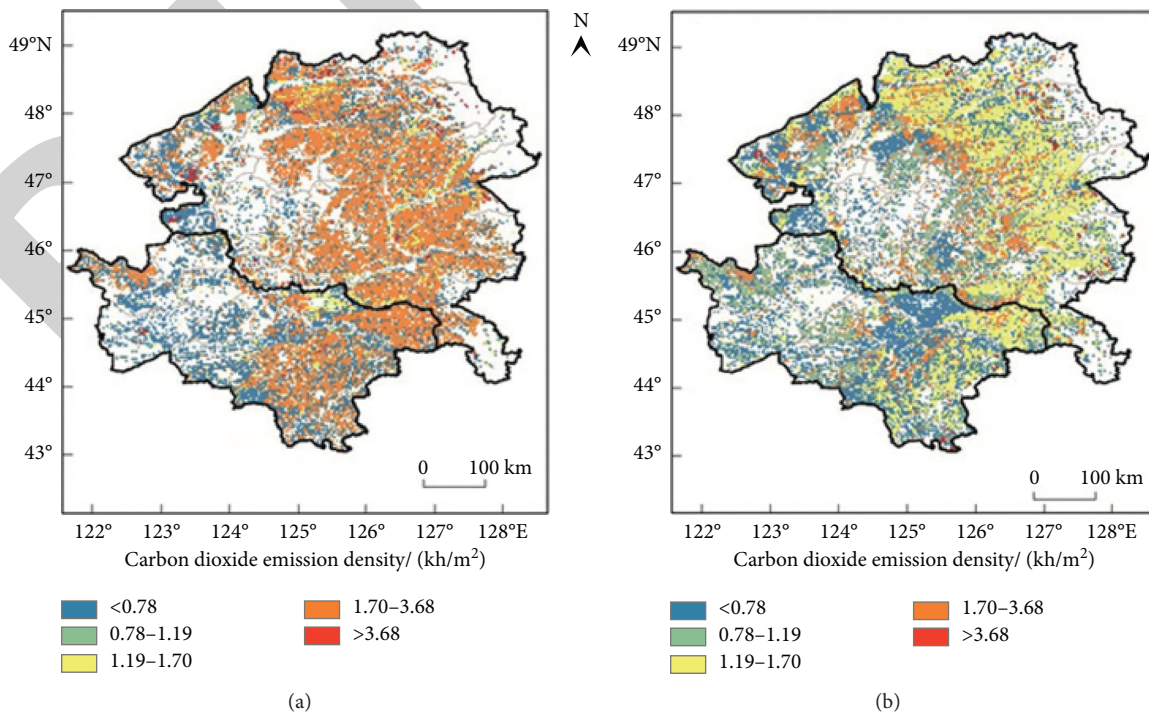 N
49°N
48°
47°
46°
45°
44°
43°
0 100 km
122° 123° 124° 125° 126° 127° 128°E
Carbon dioxide emission density/ (kh/m²)
<0.78
0.78–1.19
1.19–1.70
1.70–3.68
>3.68
(a)
49°N
48°
47°
46°
45°
44°
43°
0 100 km
122° 123° 124° 125° 126° 127° 128°E
Carbon dioxide emission density/ (kh/m²)
<0.78
0.78–1.19
1.19–1.70
1.70–3.68
>3.68
(b)